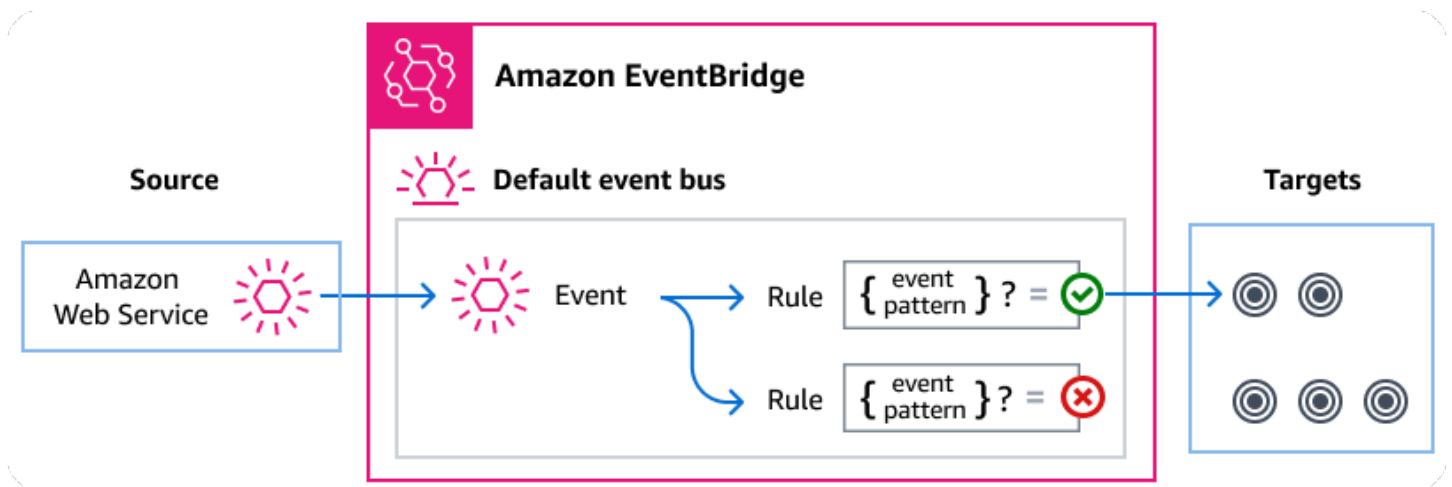 Amazon EventBridge
Source
Default event bus
Targets
Amazon
Web Service
Event
Rule
{ event
pattern } ? =
Rule
{ event
pattern } ? =